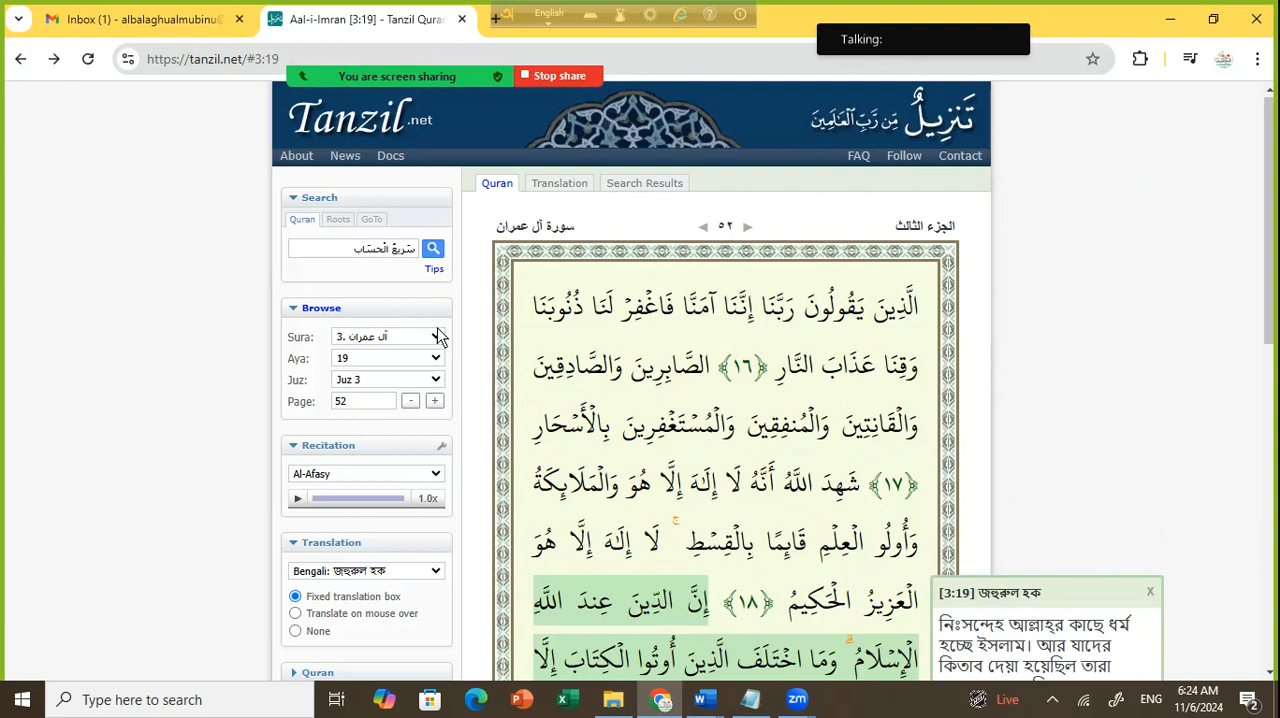 Inbox (1) - albalaghualmubinu@
Aal-i-Imran [3:19] - Tanzil Qura
English
Talking:
https://tanzil.net/#3:19
You are screen sharing
Stop share
Tanzil.net
تَنزِيلٌ مِّن رَّبِّ الْعَالَمِينَ
About News Docs
FAQ Follow Contact
Search
Quran Roots GoTo
سَرِيعُ الْحِسَابِ
Tips
Browse
Sura: 3. آل عمران
Aya: 19
Juz: Juz 3
Page: 52 - +
Recitation
Al-Afasy
1.0x
Translation
Bengali: জহুরুল হক
Fixed translation box
Translate on mouse over
None
Quran
Quran Translation Search Results
الجزء الثالث ٥٢ سورة آل عمران
الَّذِينَ يَقُولُونَ رَبَّنَا إِنَّنَا آمَنَّا فَاغْفِرْ لَنَا ذُنُوبَنَا
وَقِنَا عَذَابَ النَّارِ ﴿١٦﴾ الصَّابِرِينَ وَالصَّادِقِينَ
وَالْقَانِتِينَ وَالْمُنفِقِينَ وَالْمُسْتَغْفِرِينَ بِالْأَسْحَارِ
﴿١٧﴾ شَهِدَ اللَّهُ أَنَّهُ لَا إِلَٰهَ إِلَّا هُوَ وَالْمَلَائِكَةُ
وَأُولُو الْعِلْمِ قَائِمًا بِالْقِسْطِ ۚ لَا إِلَٰهَ إِلَّا هُوَ
الْعَزِيزُ الْحَكِيمُ ﴿١٨﴾ إِنَّ الدِّينَ عِندَ اللَّهِ
الْإِسْلَامُ ۗ وَمَا اخْتَلَفَ الَّذِينَ أُوتُوا الْكِتَابَ إِلَّا
[3:19] জহুরুল হক X
নিঃসন্দেহ আল্লাহ্‌র কাছে ধর্ম
হচ্ছে ইসলাম। আর যাদের
কিতাব দেয়া হয়েছিল তারা
Type here to search
Live
ENG
6:24 AM
11/6/2024
2